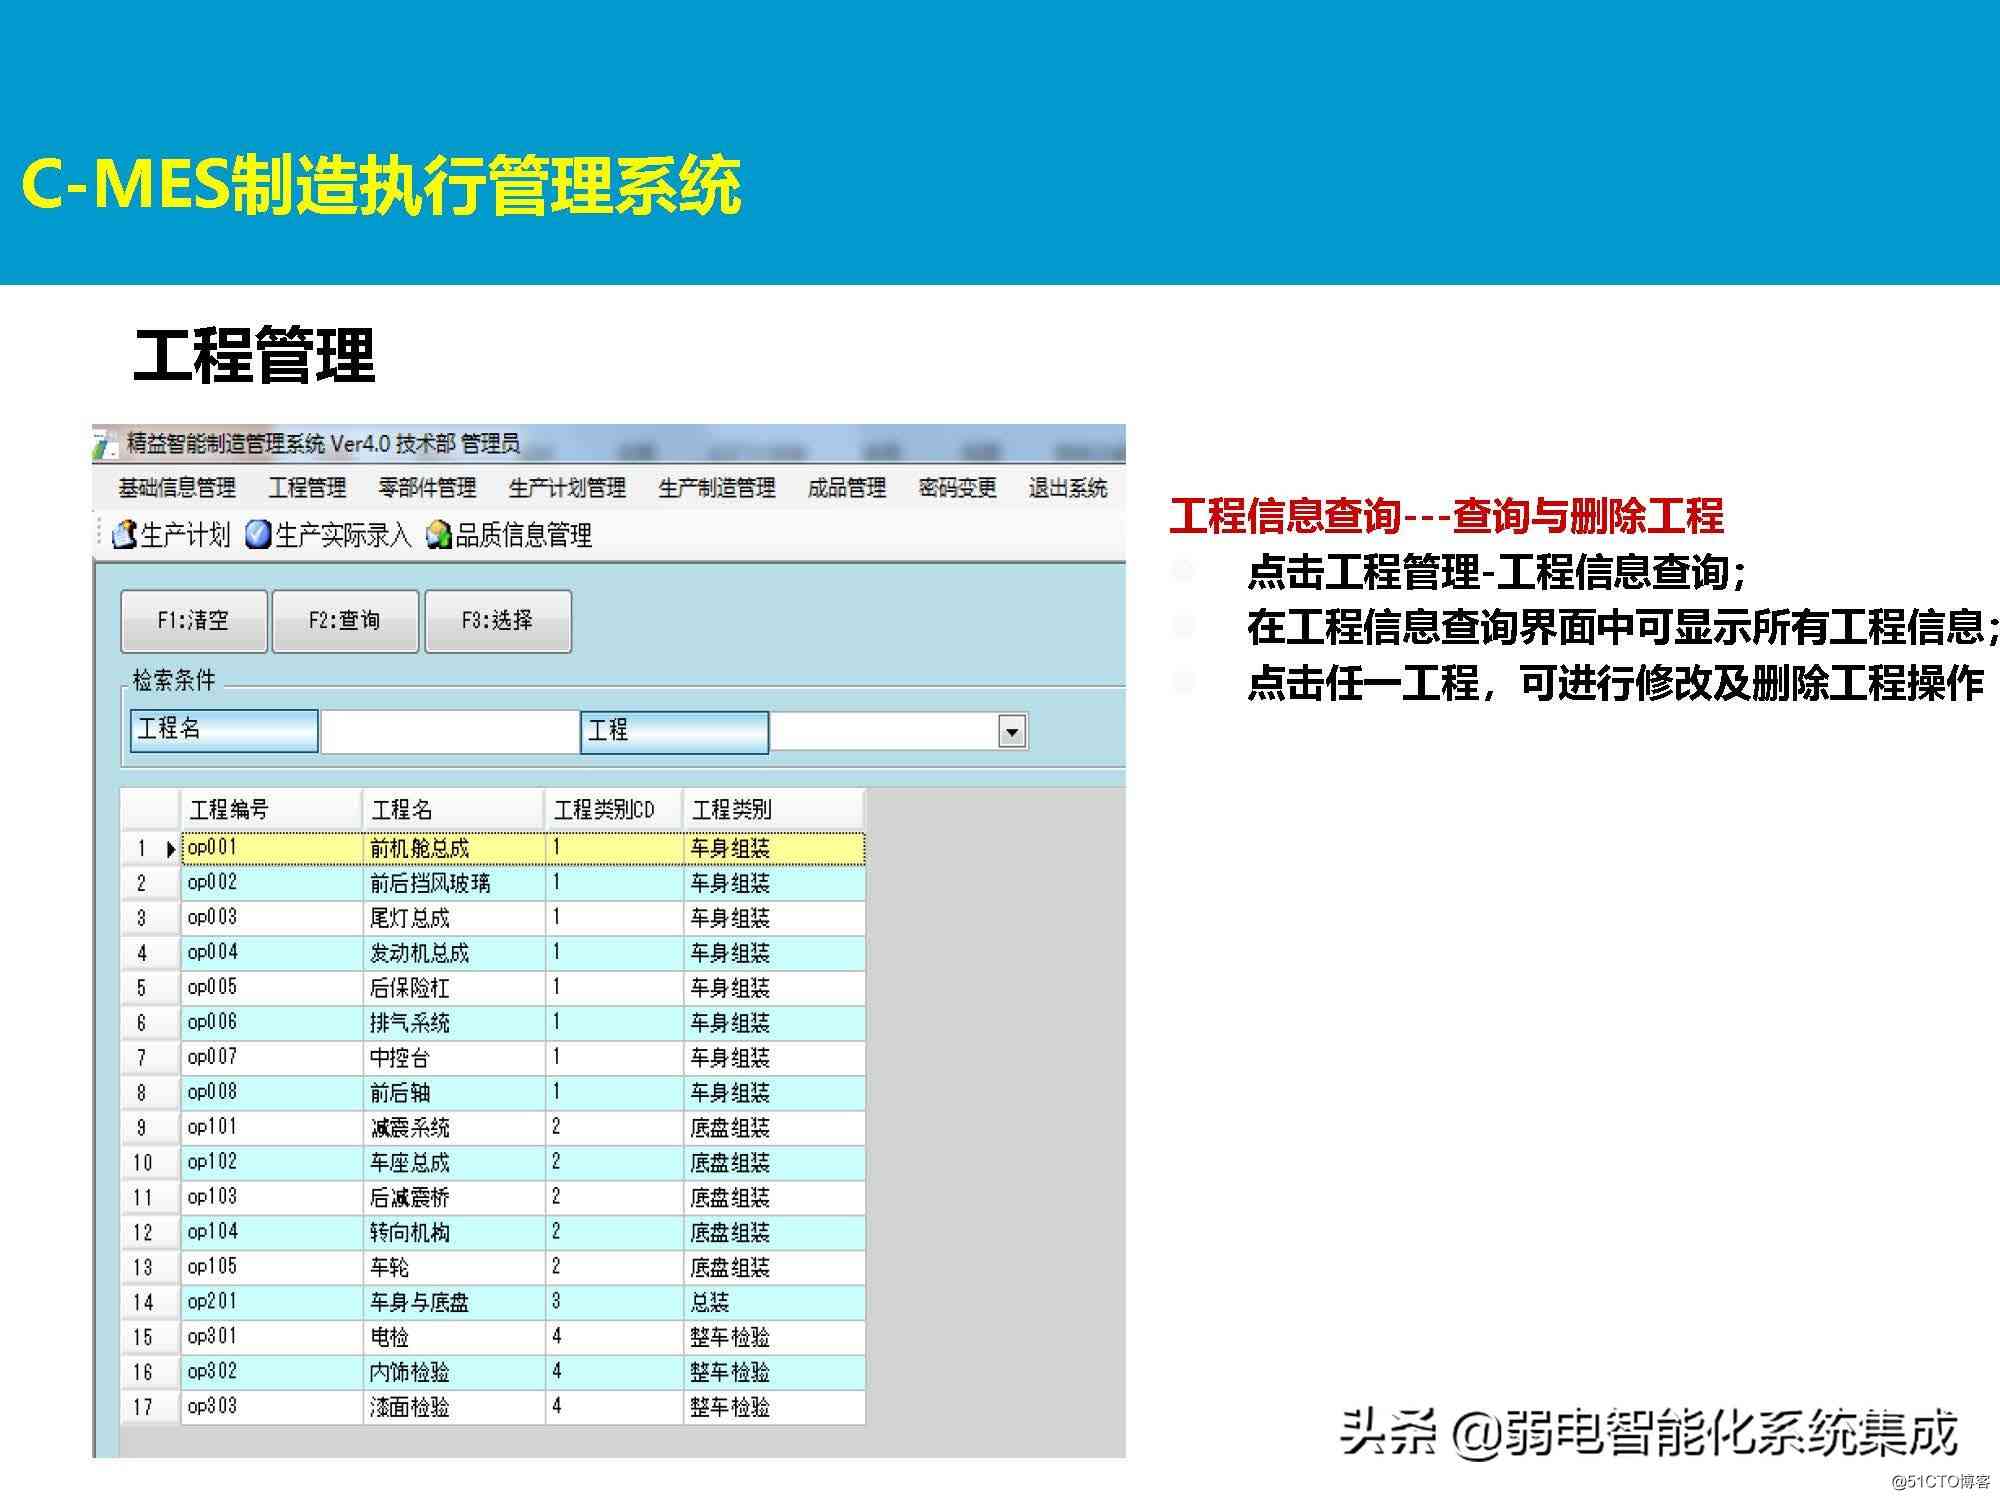 C-MES制造执行管理系统
工程管理
精益智能制造管理系统 Ver4.0 技术部 管理员
基础信息管理 工程管理 零部件管理 生产计划管理 生产制造管理 成品管理 密码变更 退出系统
生产计划 生产实际录入 品质信息管理
F1:清空 F2:查询 F3:选择
检索条件
工程名 工程
工程编号 工程名 工程类别CD 工程类别
1 op001 前机舱总成 1 车身组装
2 op002 前后挡风玻璃 1 车身组装
3 op003 尾灯总成 1 车身组装
4 op004 发动机总成 1 车身组装
5 op005 后保险杠 1 车身组装
6 op006 排气系统 1 车身组装
7 op007 中控台 1 车身组装
8 op008 前后轴 1 车身组装
9 op101 减震系统 2 底盘组装
10 op102 车座总成 2 底盘组装
11 op103 后减震桥 2 底盘组装
12 op104 转向机构 2 底盘组装
13 op105 车轮 2 底盘组装
14 op201 车身与底盘 3 总装
15 op301 电检 4 整车检验
16 op302 内饰检验 4 整车检验
17 op303 漆面检验 4 整车检验
工程信息查询---查询与删除工程
点击工程管理-工程信息查询；
在工程信息查询界面中可显示所有工程信息；
点击任一工程，可进行修改及删除工程操作
头条 @弱电智能化系统集成
@51CTO博客